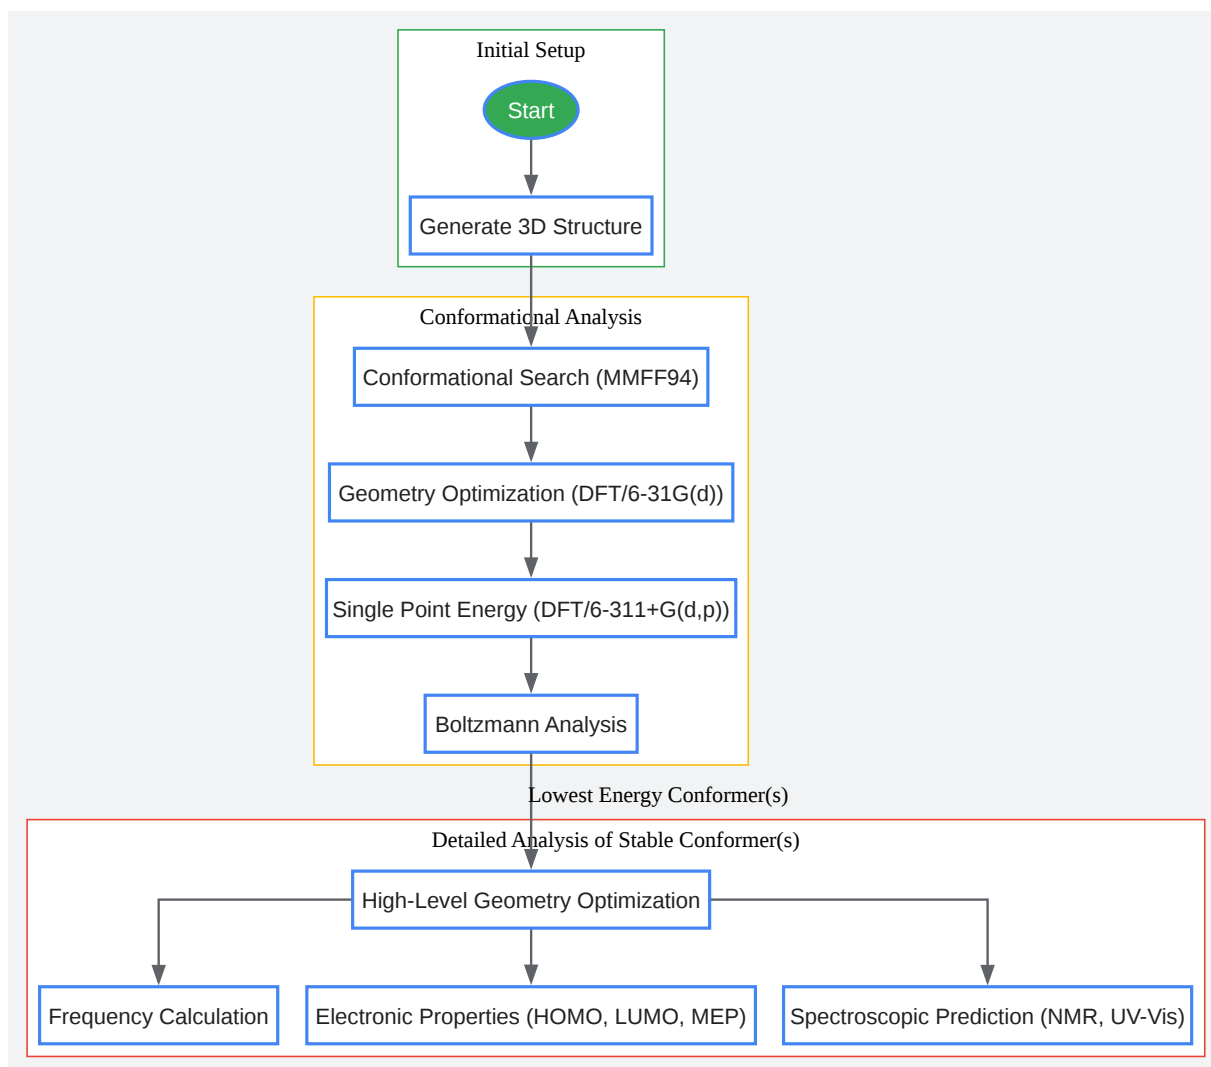 Initial Setup
Start
Generate 3D Structure
Conformational Analysis
Conformational Search (MMFF94)
Geometry Optimization (DFT/6-31G(d))
Single Point Energy (DFT/6-311+G(d,p))
Boltzmann Analysis
Lowest Energy Conformer(s)
Detailed Analysis of Stable Conformer(s)
High-Level Geometry Optimization
Frequency Calculation
Electronic Properties (HOMO, LUMO, MEP)
Spectroscopic Prediction (NMR, UV-Vis)